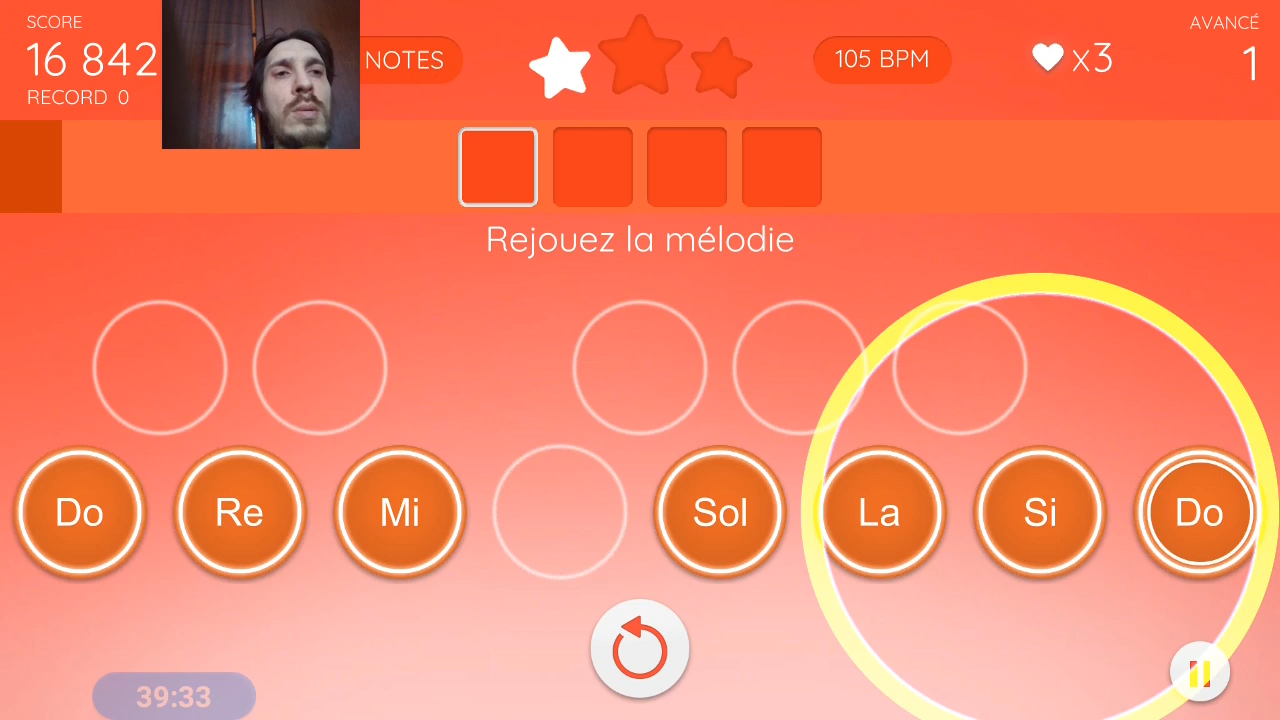 SCORE
16 842
RECORD 0
NOTES
105 BPM
x3
AVANCÉ
1
Rejouez la mélodie
Do
Re
Mi
Sol
La
Si
Do
39:33